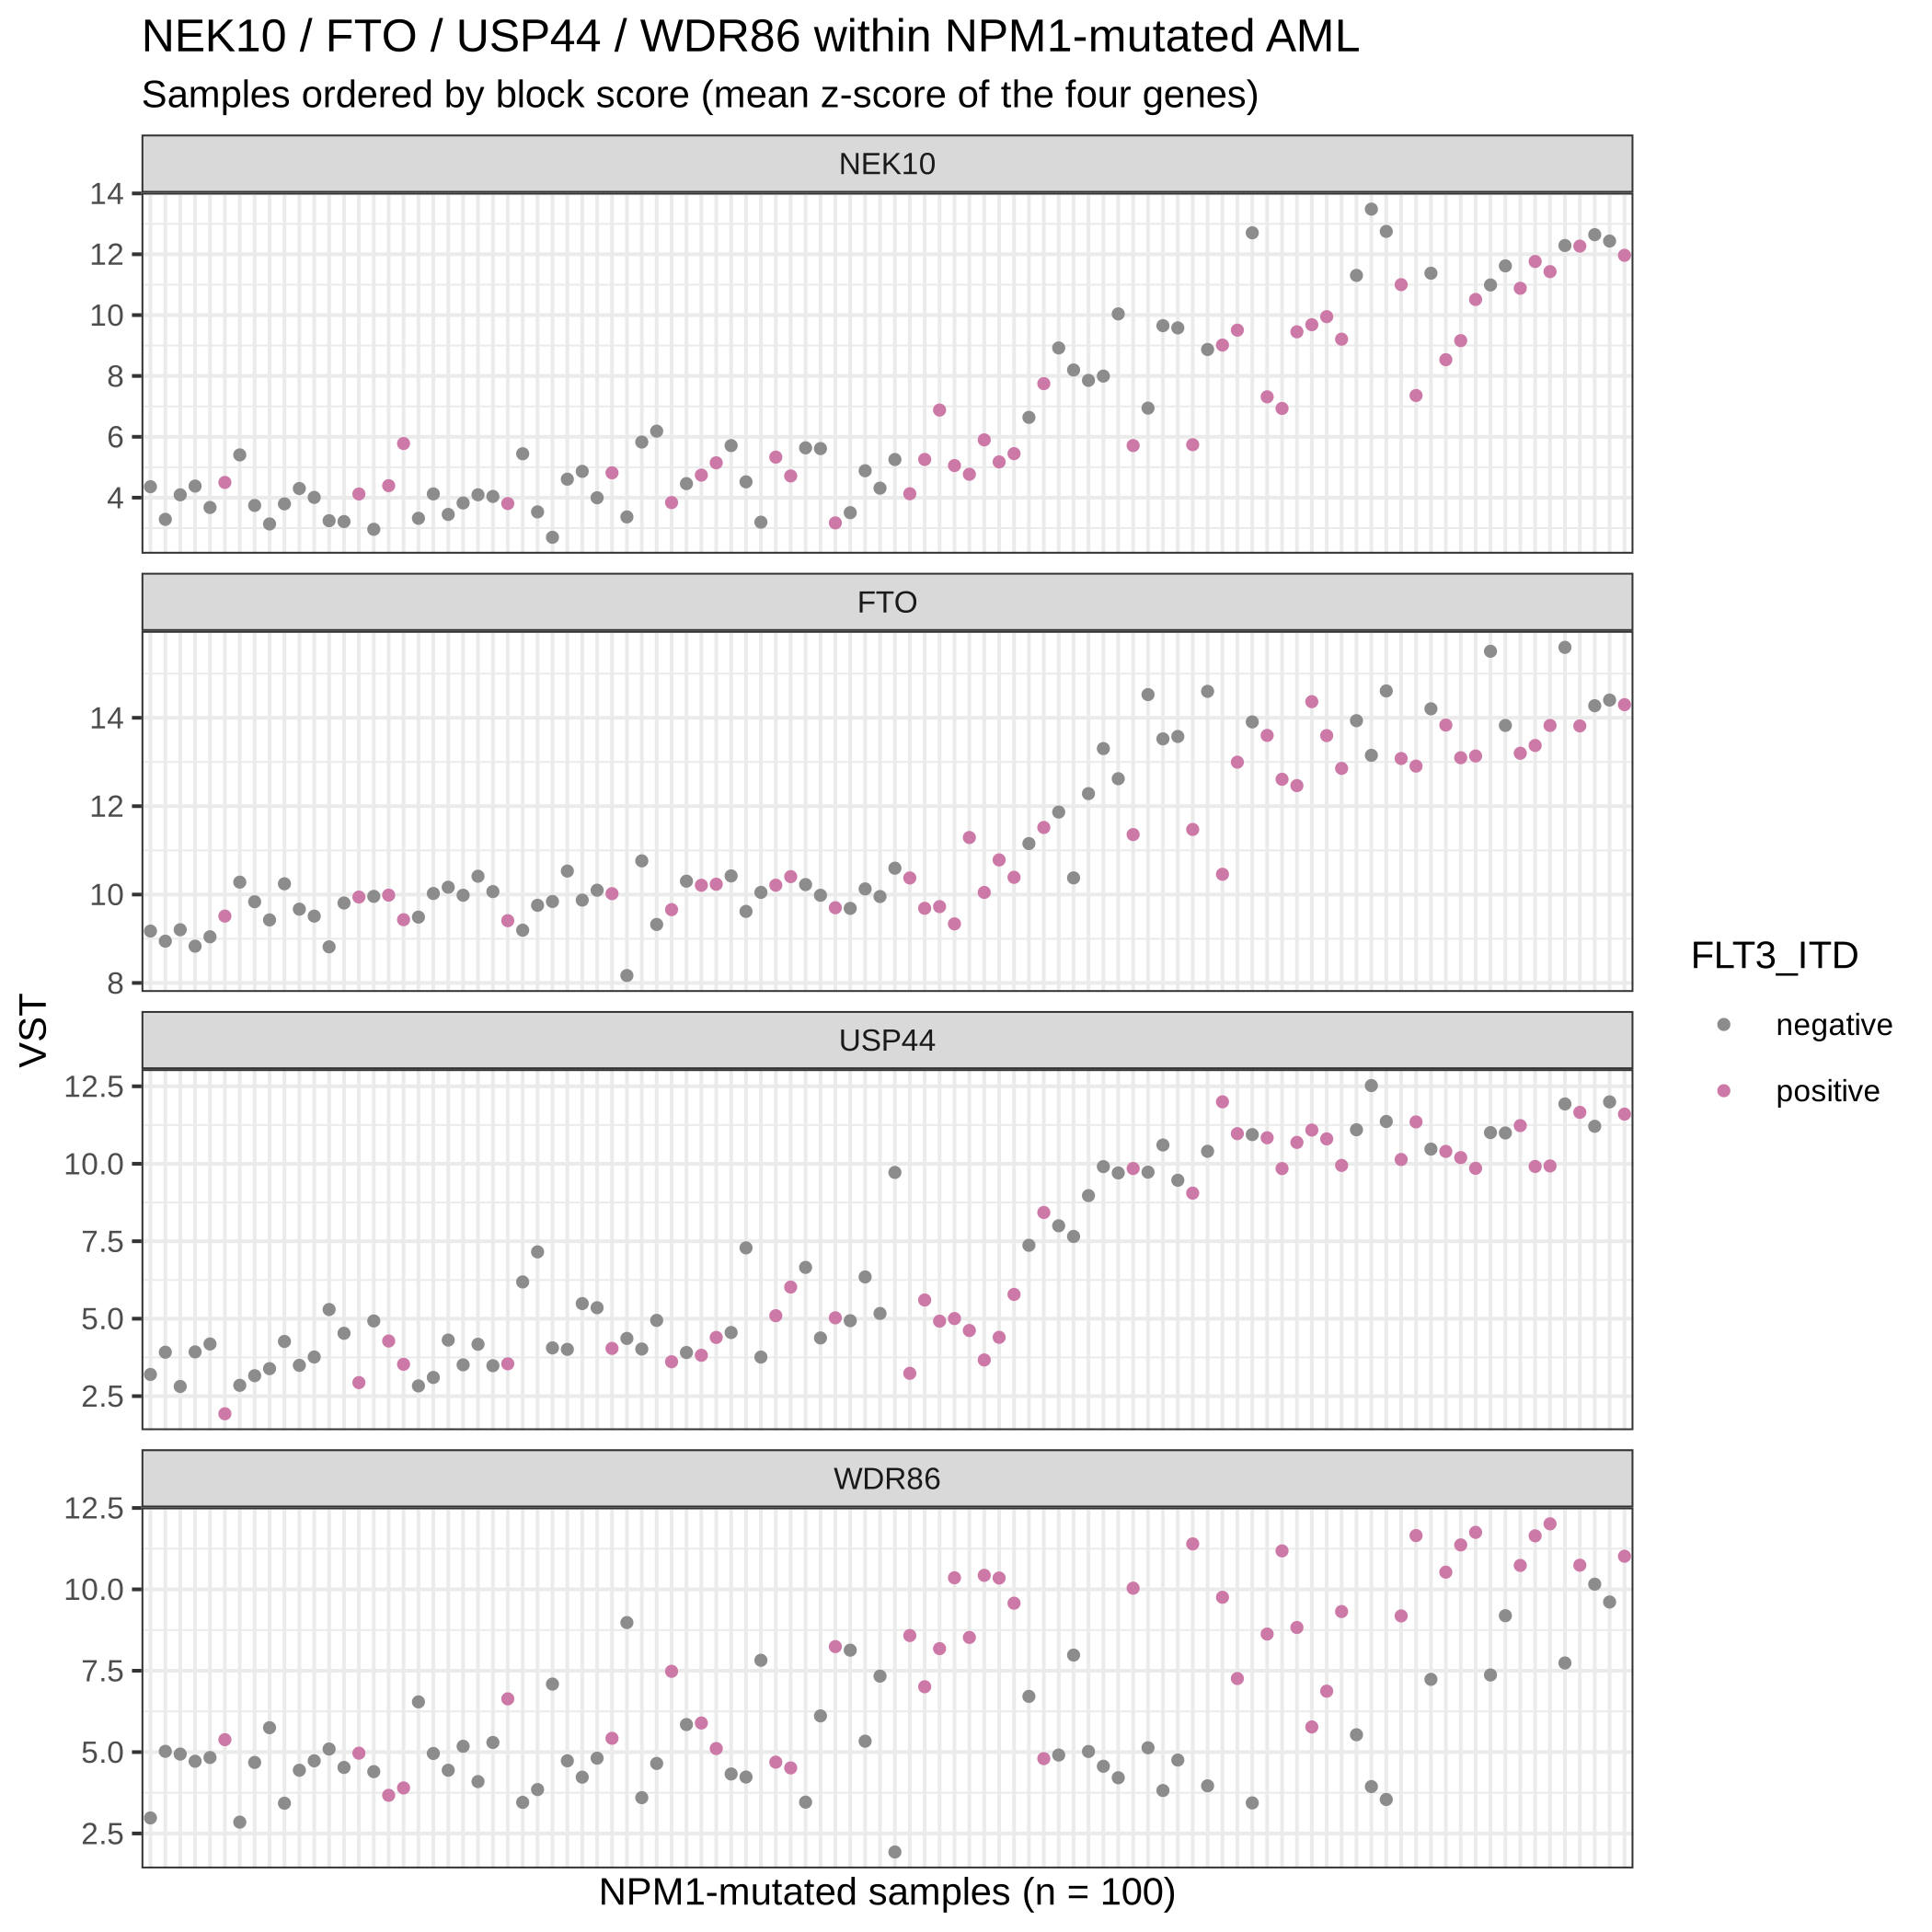 NEK10 / FTO / USP44 / WDR86 within NPM1-mutated AML
Samples ordered by block score (mean z-score of the four genes)
NEK10
14
12
10
8
6
4
FTO
14
12
10
8
USP44
12.5
10.0
7.5
5.0
2.5
WDR86
12.5
10.0
7.5
5.0
2.5
VST
NPM1-mutated samples (n = 100)
FLT3_ITD
negative
positive